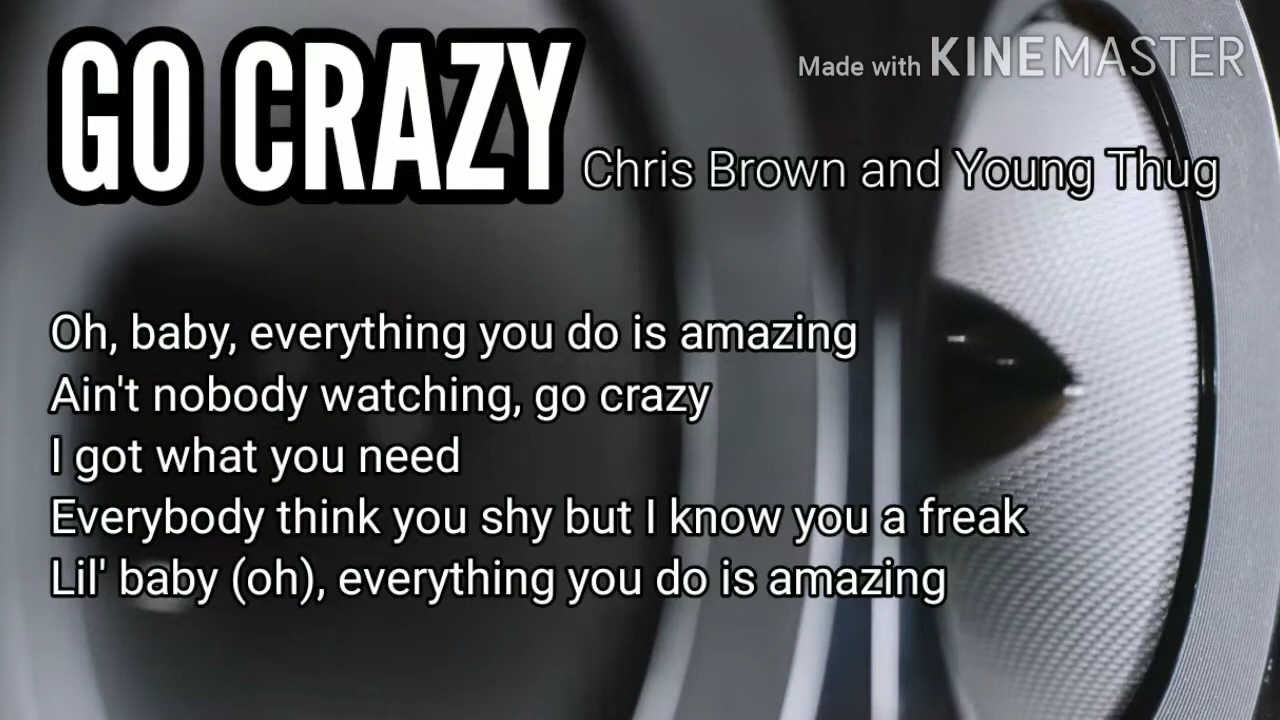 GO CRAZY
Made with KINEMASTER
Chris Brown and Young Thug
Oh, baby, everything you do is amazing
Ain't nobody watching, go crazy
I got what you need
Everybody think you shy but I know you a freak
Lil' baby (oh), everything you do is amazing